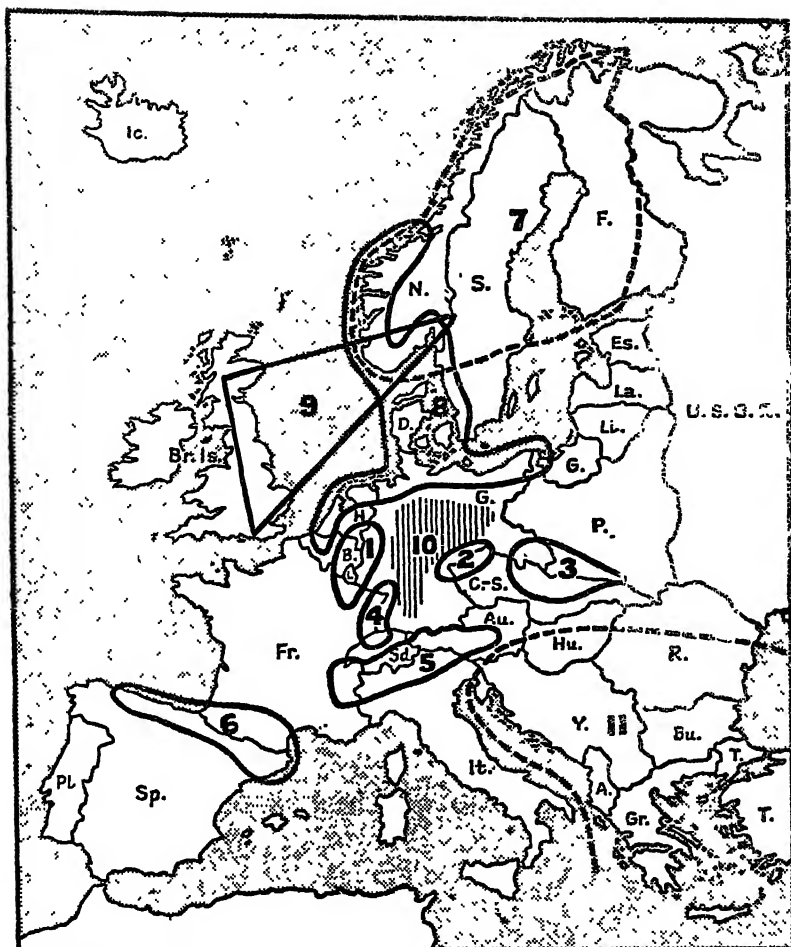 Ic.
7
F.
N.
S.
Es.
9
La.
U. S. S. R.
8
D.
Li.
Br. Is.
G.
H.
G.
P.
B.
1
10
2
3
L.
C.-S.
4
Au.
Fr.
Sd.
5
Hu.
R.
6
Y.
11
Bu.
It.
T.
Pl.
Sp.
A.
Gr.
T.